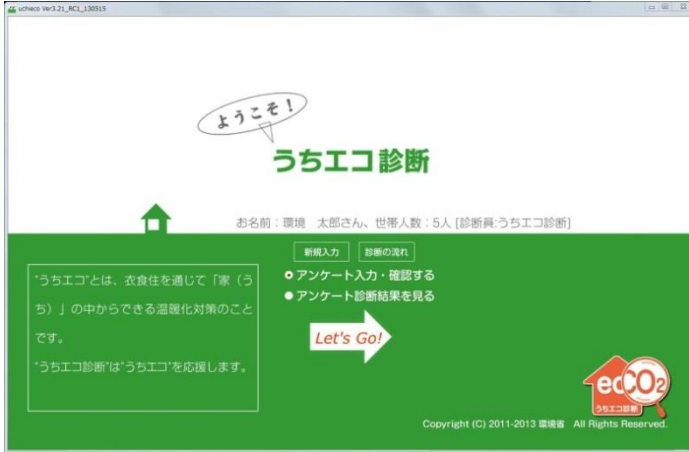 uchieco Ver3.21_RC1_130515
ようこそ！
うちエコ診断
お名前：環境　太郎さん、世帯人数：5人 [診断員:うちエコ診断]
新規入力 診断の流れ
"うちエコ"とは、衣食住を通じて「家（う
ち）」の中からできる温暖化対策のこと
です。
"うちエコ診断"は"うちエコ"を応援します。
アンケート入力・確認する
アンケート診断結果を見る
Let's Go!
ecCO2
うちエコ診断
Copyright (C) 2011-2013 環境省　All Rights Reserved.